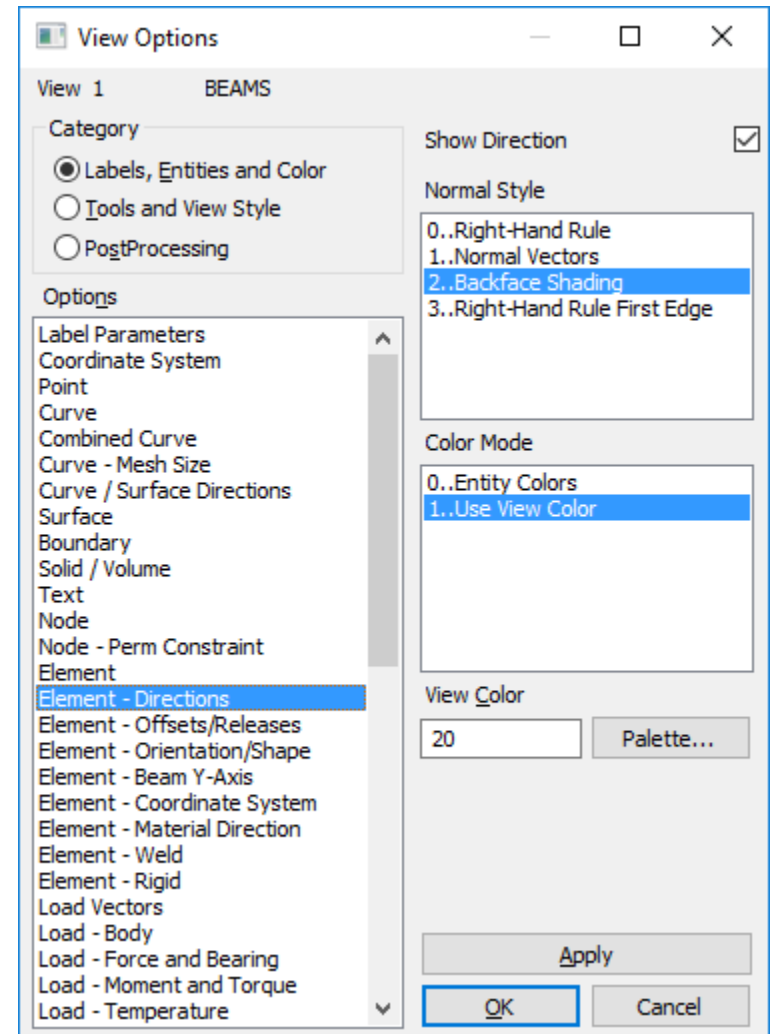 View Options
View 1 BEAMS
Category
Labels, Entities and Color
Tools and View Style
PostProcessing
Options
Label Parameters
Coordinate System
Point
Curve
Combined Curve
Curve - Mesh Size
Curve / Surface Directions
Surface
Boundary
Solid / Volume
Text
Node
Node - Perm Constraint
Element
Element - Directions
Element - Offsets/Releases
Element - Orientation/Shape
Element - Beam Y-Axis
Element - Coordinate System
Element - Material Direction
Element - Weld
Element - Rigid
Load Vectors
Load - Body
Load - Force and Bearing
Load - Moment and Torque
Load - Temperature
Show Direction
Normal Style
0..Right-Hand Rule
1..Normal Vectors
2..Backface Shading
3..Right-Hand Rule First Edge
Color Mode
0..Entity Colors
1..Use View Color
View Color
20 Palette...
Apply
OK Cancel